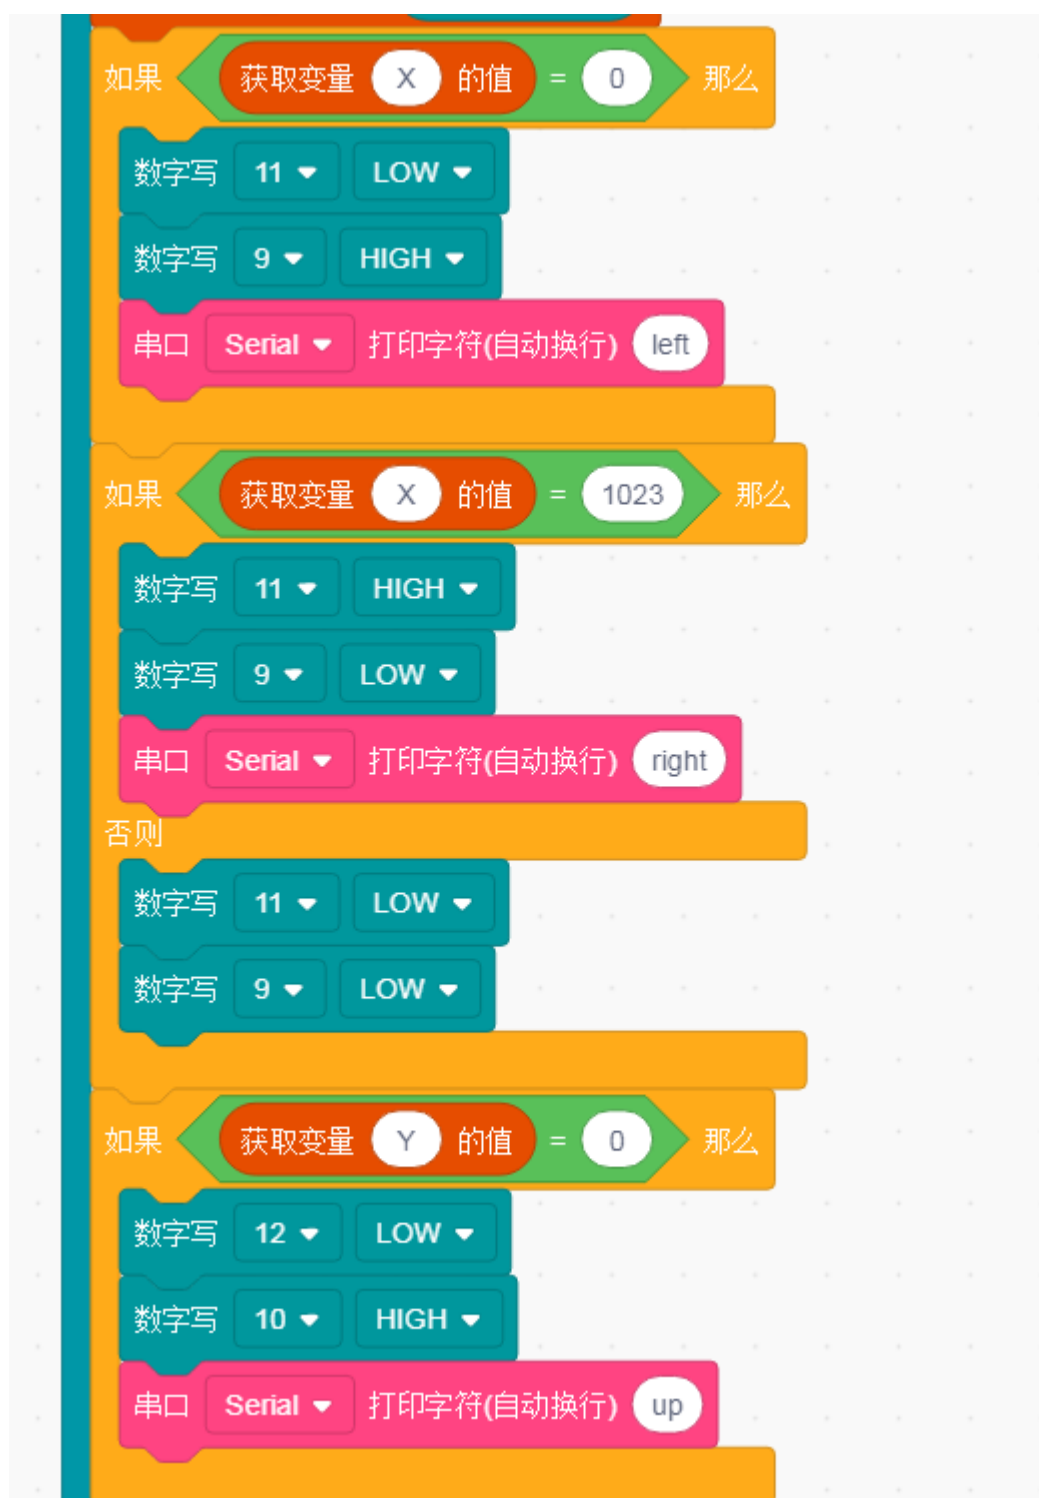 如果 获取变量 X 的值 = 0 那么
数字写 11 LOW
数字写 9 HIGH
串口 Serial 打印字符(自动换行) left
如果 获取变量 X 的值 = 1023 那么
数字写 11 HIGH
数字写 9 LOW
串口 Serial 打印字符(自动换行) right
否则
数字写 11 LOW
数字写 9 LOW
如果 获取变量 Y 的值 = 0 那么
数字写 12 LOW
数字写 10 HIGH
串口 Serial 打印字符(自动换行) up